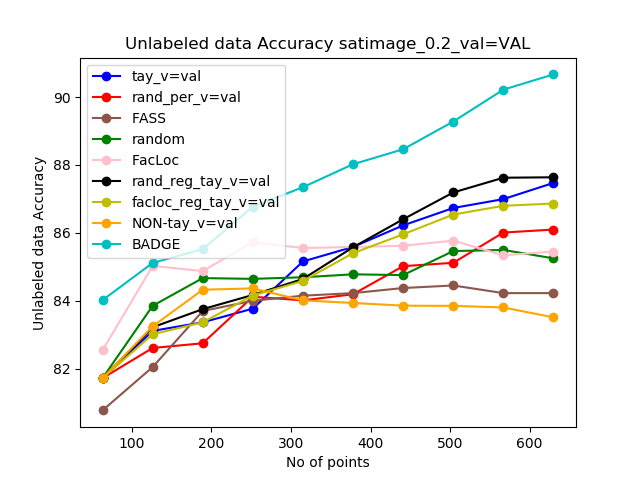 Unlabeled data Accuracy satimage_0.2_val=VAL
tay_v=val
rand_per_v=val
FASS
random
FacLoc
rand_reg_tay_v=val
facloc_reg_tay_v=val
NON-tay_v=val
BADGE
Unlabeled data Accuracy
90
88
86
84
82
100 200 300 400 500 600
No of points